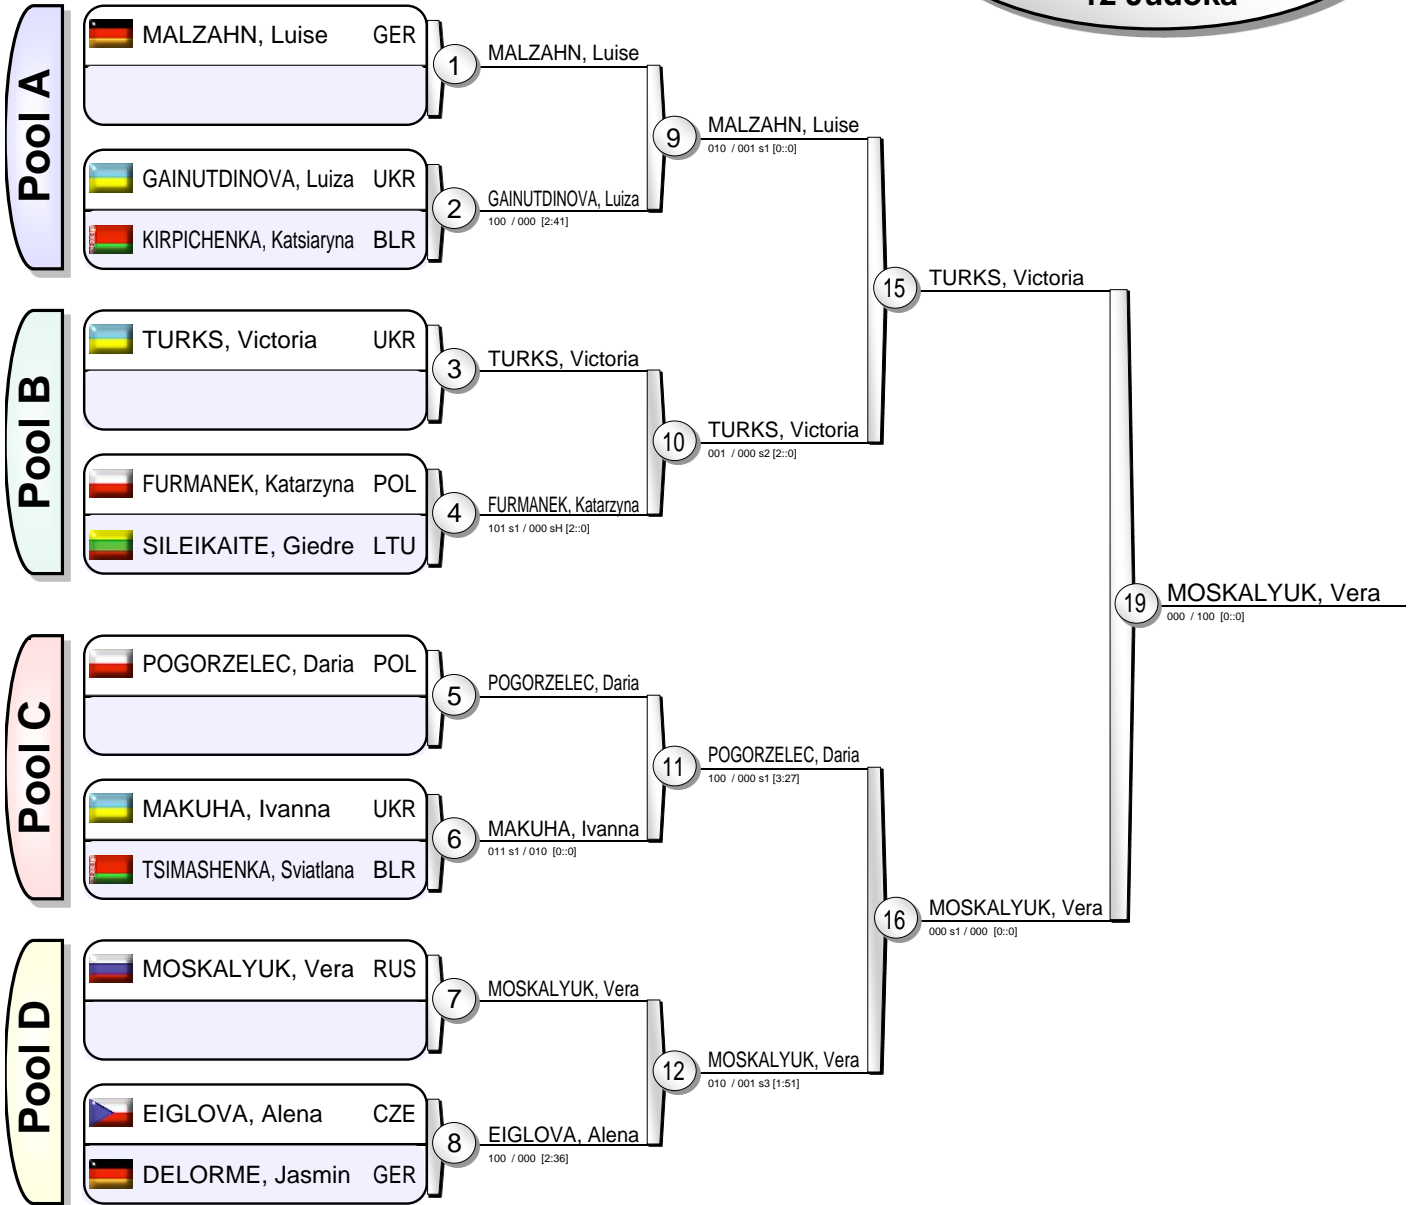 12 Judoka
Pool A
MALZAHN, Luise GER
1
MALZAHN, Luise
GAINUTDINOVA, Luiza UKR
KIRPICHENKA, Katsiaryna BLR
2
GAINUTDINOVA, Luiza
100 / 000 [2:41]
9
MALZAHN, Luise
010 / 001 s1 [0::0]
Pool B
TURKS, Victoria UKR
3
TURKS, Victoria
FURMANEK, Katarzyna POL
SILEIKAITE, Giedre LTU
4
FURMANEK, Katarzyna
101 s1 / 000 sH [2::0]
10
TURKS, Victoria
001 / 000 s2 [2::0]
15
TURKS, Victoria
Pool C
POGORZELEC, Daria POL
5
POGORZELEC, Daria
MAKUHA, Ivanna UKR
TSIMASHENKA, Sviatlana BLR
6
MAKUHA, Ivanna
011 s1 / 010 [0::0]
11
POGORZELEC, Daria
100 / 000 s1 [3:27]
Pool D
MOSKALYUK, Vera RUS
7
MOSKALYUK, Vera
EIGLOVA, Alena CZE
DELORME, Jasmin GER
8
EIGLOVA, Alena
100 / 000 [2:36]
12
MOSKALYUK, Vera
010 / 001 s3 [1:51]
16
MOSKALYUK, Vera
000 s1 / 000 [0::0]
19
MOSKALYUK, Vera
000 / 100 [0::0]